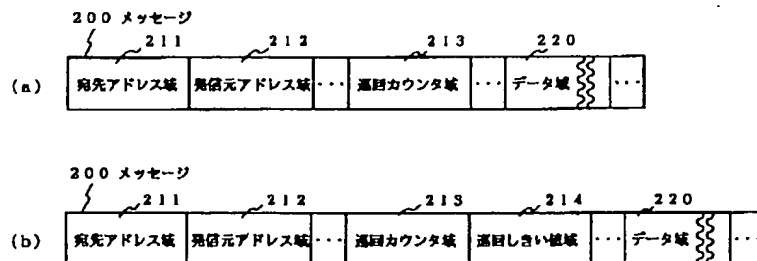 200 メッセージ
211 212 213 220
(a) 宛先アドレス域 発信元アドレス域 ··· 巡回カウンタ域 ··· データ域 ···
200 メッセージ
211 212 213 214 220
(b) 宛先アドレス域 発信元アドレス域 ··· 巡回カウンタ域 巡回しきい値域 ··· データ域 ···